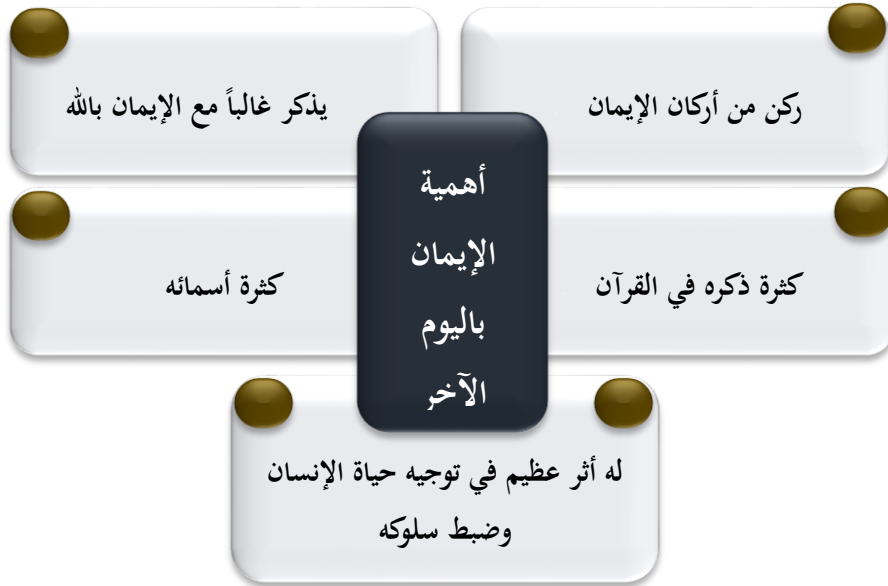 ركن من أركان الإيمان
يذكر غالباً مع الإيمان بالله
أهمية
الإيمان
باليوم
الآخر
كثرة ذكره في القرآن
كثرة أسمائه
له أثر عظيم في توجيه حياة الإنسان
وضبط سلوكه